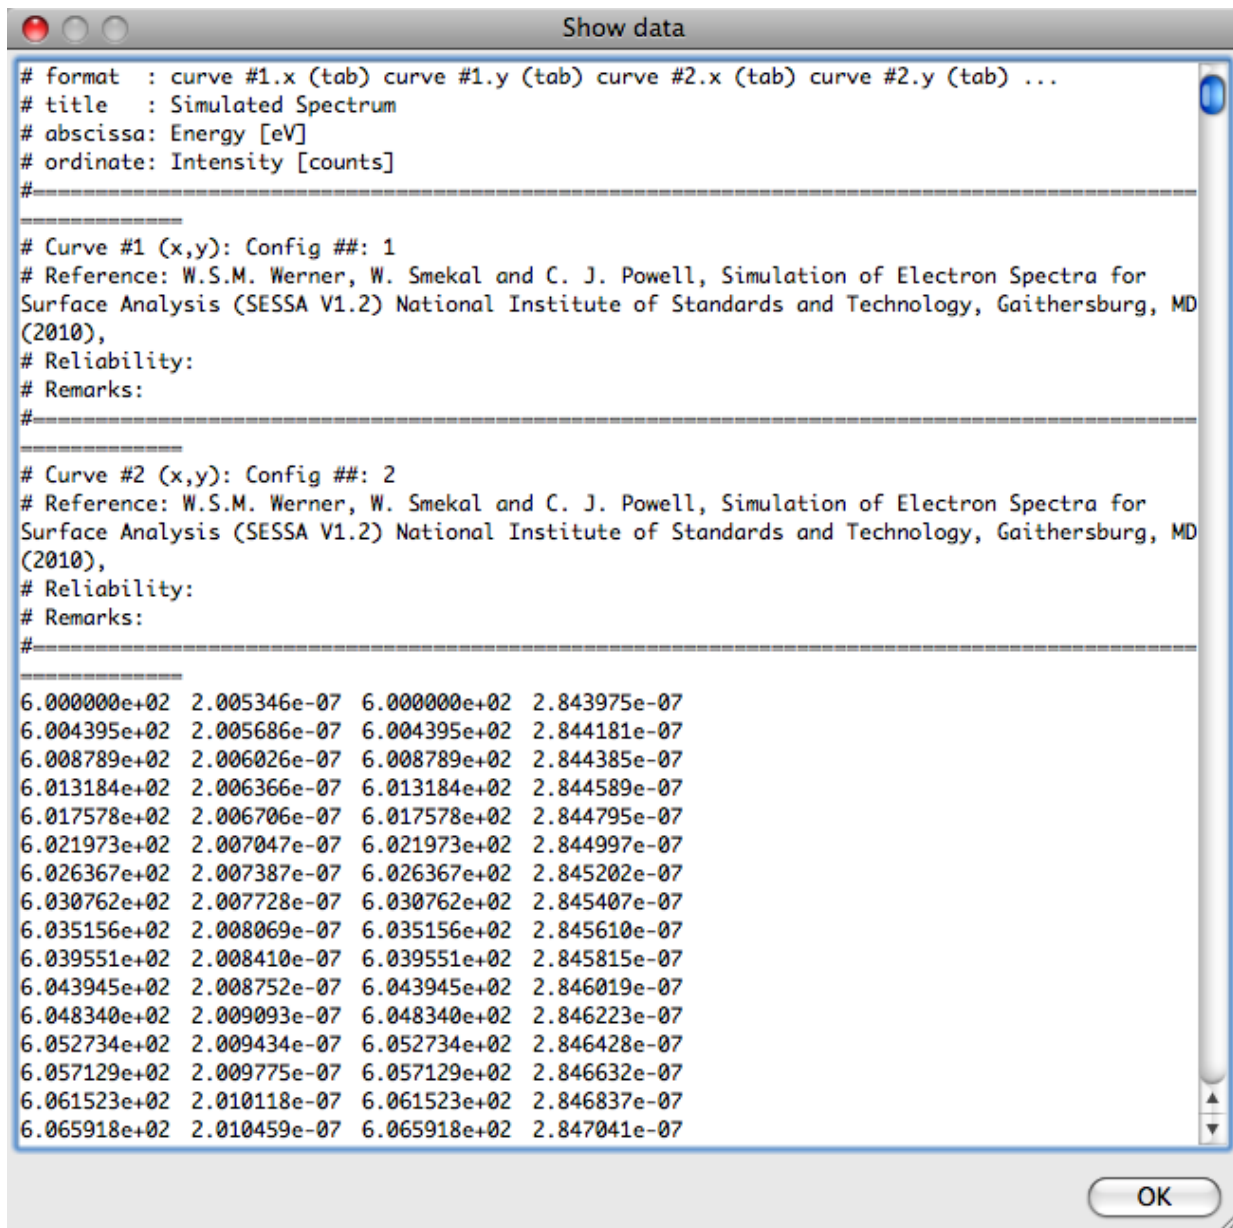 Show data
# format  : curve #1.x (tab) curve #1.y (tab) curve #2.x (tab) curve #2.y (tab) ...
# title   : Simulated Spectrum
# abscissa: Energy [eV]
# ordinate: Intensity [counts]
#=============================================================================================
=============
# Curve #1 (x,y): Config ##: 1
# Reference: W.S.M. Werner, W. Smekal and C. J. Powell, Simulation of Electron Spectra for
Surface Analysis (SESSA V1.2) National Institute of Standards and Technology, Gaithersburg, MD
(2010),
# Reliability:
# Remarks:
#=============================================================================================
=============
# Curve #2 (x,y): Config ##: 2
# Reference: W.S.M. Werner, W. Smekal and C. J. Powell, Simulation of Electron Spectra for
Surface Analysis (SESSA V1.2) National Institute of Standards and Technology, Gaithersburg, MD
(2010),
# Reliability:
# Remarks:
#=============================================================================================
=============
6.000000e+02 2.005346e-07 6.000000e+02 2.843975e-07
6.004395e+02 2.005686e-07 6.004395e+02 2.844181e-07
6.008789e+02 2.006026e-07 6.008789e+02 2.844385e-07
6.013184e+02 2.006366e-07 6.013184e+02 2.844589e-07
6.017578e+02 2.006706e-07 6.017578e+02 2.844795e-07
6.021973e+02 2.007047e-07 6.021973e+02 2.844997e-07
6.026367e+02 2.007387e-07 6.026367e+02 2.845202e-07
6.030762e+02 2.007728e-07 6.030762e+02 2.845407e-07
6.035156e+02 2.008069e-07 6.035156e+02 2.845610e-07
6.039551e+02 2.008410e-07 6.039551e+02 2.845815e-07
6.043945e+02 2.008752e-07 6.043945e+02 2.846019e-07
6.048340e+02 2.009093e-07 6.048340e+02 2.846223e-07
6.052734e+02 2.009434e-07 6.052734e+02 2.846428e-07
6.057129e+02 2.009775e-07 6.057129e+02 2.846632e-07
6.061523e+02 2.010118e-07 6.061523e+02 2.846837e-07
6.065918e+02 2.010459e-07 6.065918e+02 2.847041e-07
OK